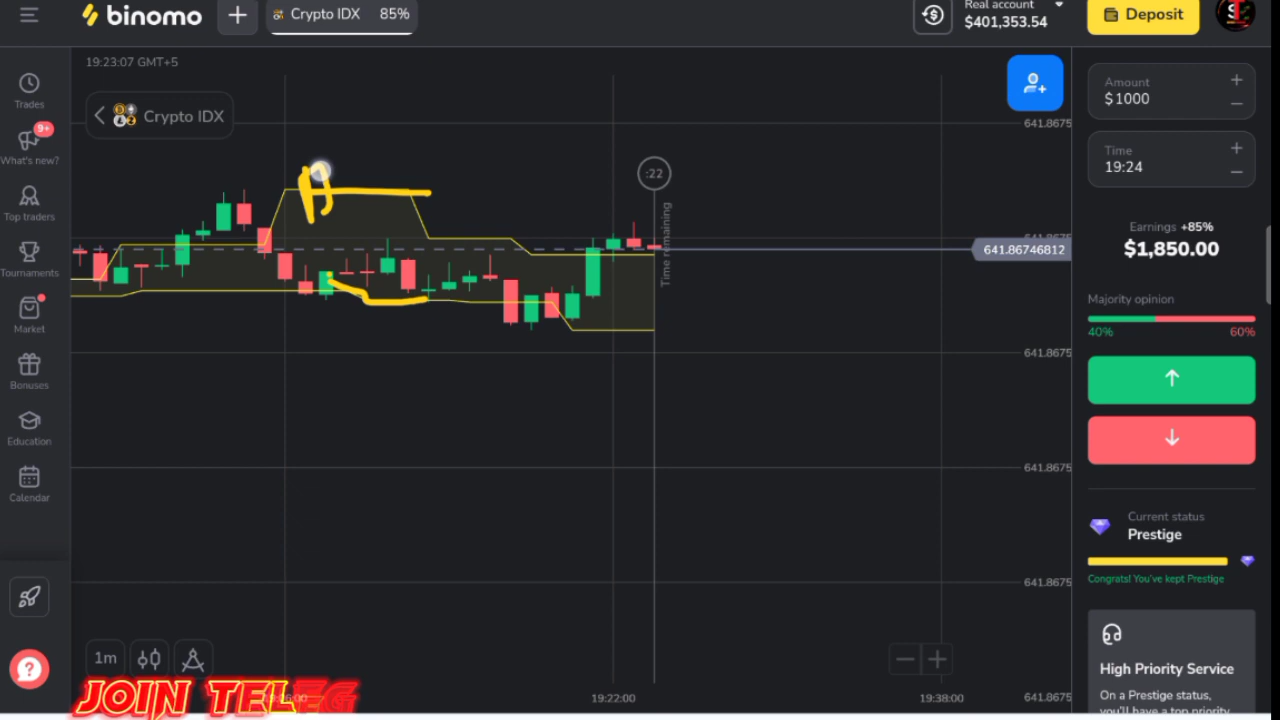 binomo
+
Crypto IDX 85%
Real account
$401,353.54
Deposit
19:23:07 GMT+5
Crypto IDX
Trades
9+
What's new?
Top traders
Tournaments
Market
Bonuses
Education
Calendar
?
:22
Time remaining
641.8675
641.8675
641.86746812
641.8675
641.8675
641.8675
641.8675
Amount
$1000
Time
19:24
Earnings +85%
$1,850.00
Majority opinion
40% 60%
Current status
Prestige
Congrats! You've kept Prestige
High Priority Service
On a Prestige status,
you'll have a top priority
1m
19:22:00
19:38:00
JOIN TELEG